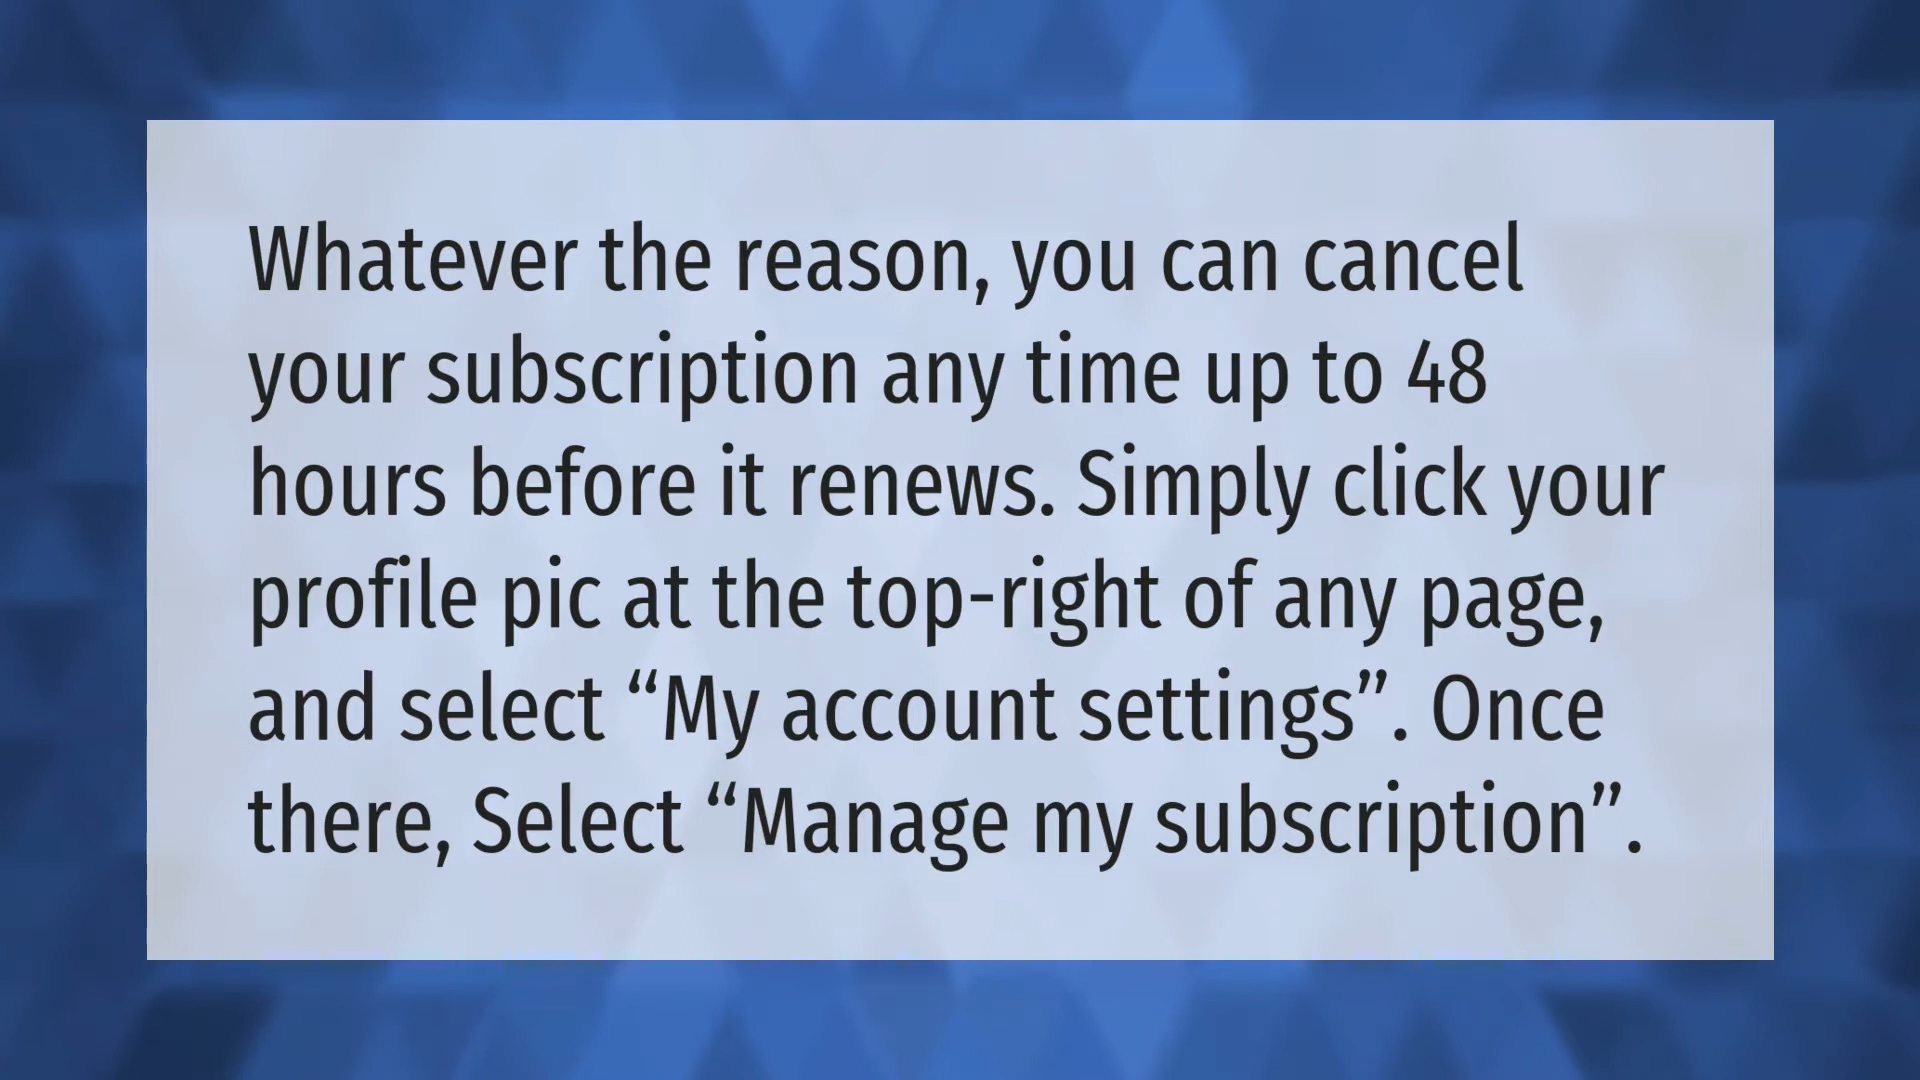 Whatever the reason, you can cancel
your subscription any time up to 48
hours before it renews. Simply click your
profile pic at the top-right of any page,
and select “My account settings”. Once
there, Select “Manage my subscription”.